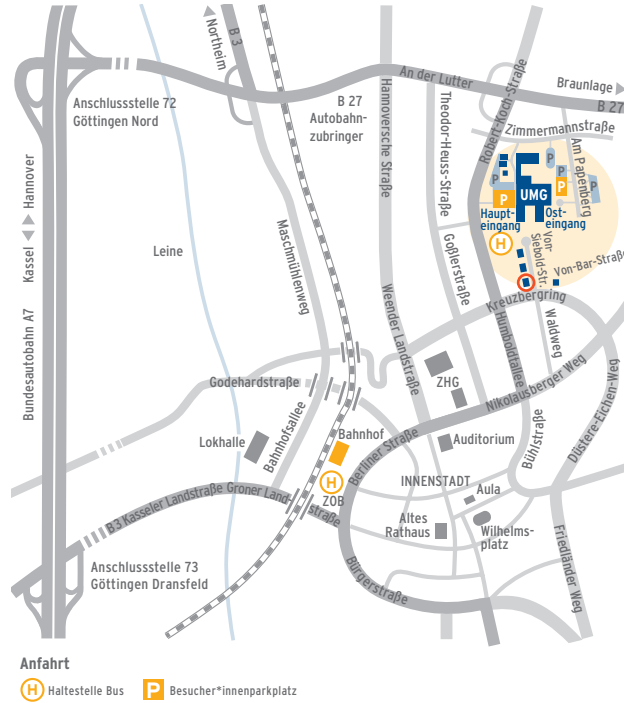 Northeim
B 3
An der Lutter
Braunlage
B 27
Anschlussstelle 72
Göttingen Nord
B 27
Autobahn-
zubringer
Hannoversche Straße
Theodor-Heuss-Straße
Robert-Koch-Straße
Zimmermannstraße
Am Papenberg
P
P
P
P
P
P
UMG
Haupt-
eingang
Ost-
eingang
H
Von-
Siebold-Str.
Von-Bar-Straße
Kassel
Hannover
Bundesautobahn A7
Leine
Maschmühlenweg
Goßlerstraße
Kreuzbergring
Humboldtallee
Waldweg
Weender Landstraße
Godehardstraße
ZHG
Nikolausberger Weg
Düstere-Eichen-Weg
Lokhalle
Bahnhofsallee
Bahnhof
Berliner Straße
Auditorium
Bühlstraße
H
ZOB
INNENSTADT
Aula
B3 Kasseler Landstraße
Groner Land-
straße
Altes
Rathaus
Wilhelms-
platz
Anschlussstelle 73
Göttingen Dransfeld
Bürgerstraße
Friedländer Weg
Anfahrt
H Haltestelle Bus
P Besucher*innenparkplatz